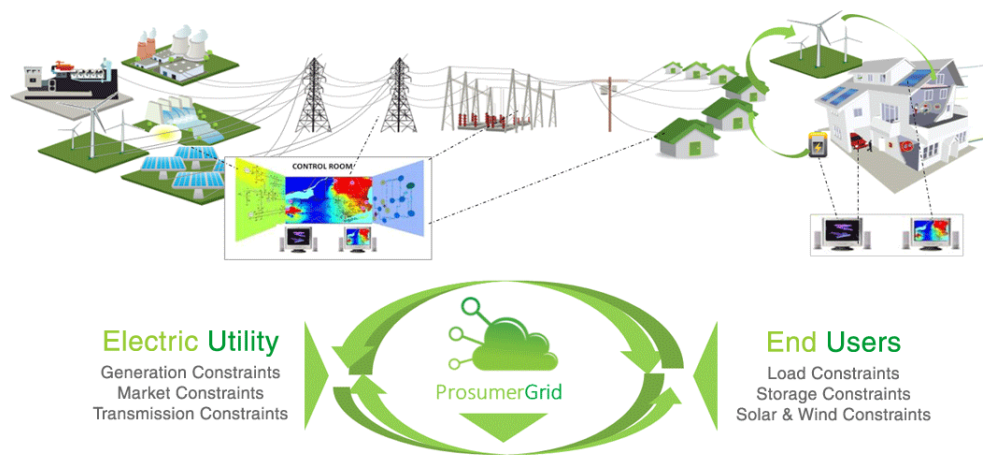 CONTROL ROOM
Electric Utility
Generation Constraints
Market Constraints
Transmission Constraints
ProsumerGrid
End Users
Load Constraints
Storage Constraints
Solar & Wind Constraints